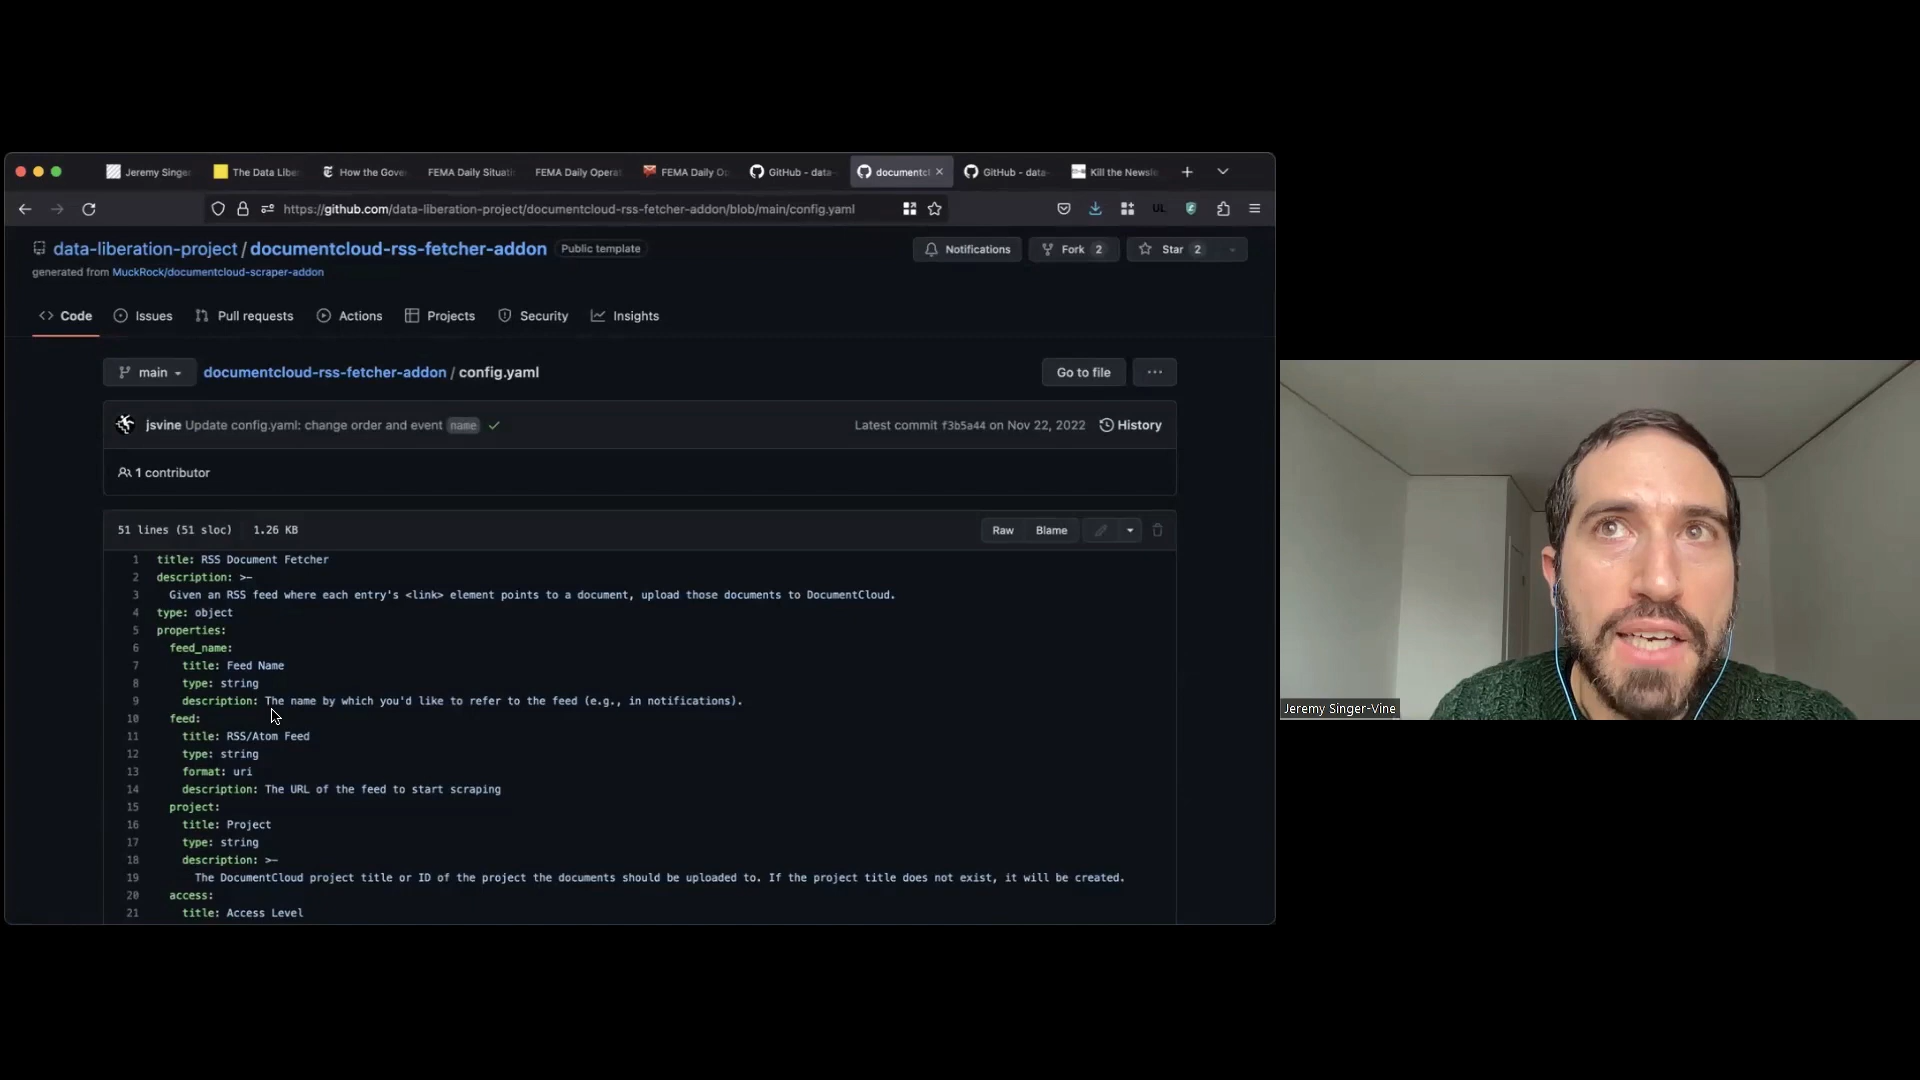 Jeremy Singer
The Data Libe
How the Gove
FEMA Daily Situati
FEMA Daily Opera
FEMA Daily Op
GitHub - data-
documentcl
GitHub - data-
Kill the Newsle
https://github.com/data-liberation-project/documentcloud-rss-fetcher-addon/blob/main/config.yaml
data-liberation-project / documentcloud-rss-fetcher-addon Public template
Notifications Fork 2 Star 2
generated from MuckRock/documentcloud-scraper-addon
Code Issues Pull requests Actions Projects Security Insights
main documentcloud-rss-fetcher-addon / config.yaml Go to file ...
jsvine Update config.yaml: change order and event name Latest commit f3b5a44 on Nov 22, 2022 History
1 contributor
51 lines (51 sloc) 1.26 KB Raw Blame
1 title: RSS Document Fetcher
2 description: >-
3 Given an RSS feed where each entry's <link> element points to a document, upload those documents to DocumentCloud.
4 type: object
5 properties:
6 feed_name:
7 title: Feed Name
8 type: string
9 description: The name by which you'd like to refer to the feed (e.g., in notifications).
10 feed:
11 title: RSS/Atom Feed
12 type: string
13 format: uri
14 description: The URL of the feed to start scraping
15 project:
16 title: Project
17 type: string
18 description: >-
19 The DocumentCloud project title or ID of the project the documents should be uploaded to. If the project title does not exist, it will be created.
20 access:
21 title: Access Level
Jeremy Singer-Vine